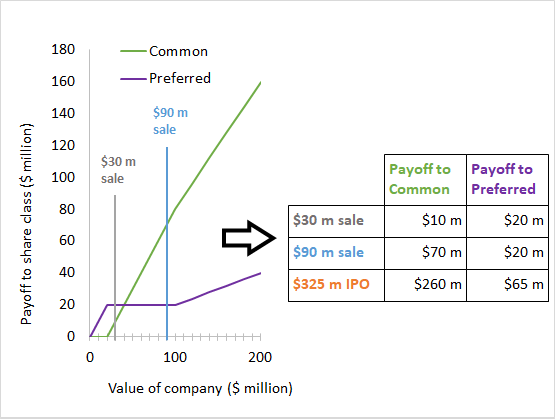 180
160
140
120
100
80
60
40
20
0
0
100
200
Payoff to share class ($ million)
Value of company ($ million)
Common
Preferred
$30 m
sale
$90 m
sale
Payoff to Payoff to
Common Preferred
$30 m sale $10 m $20 m
$90 m sale $70 m $20 m
$325 m IPO $260 m $65 m